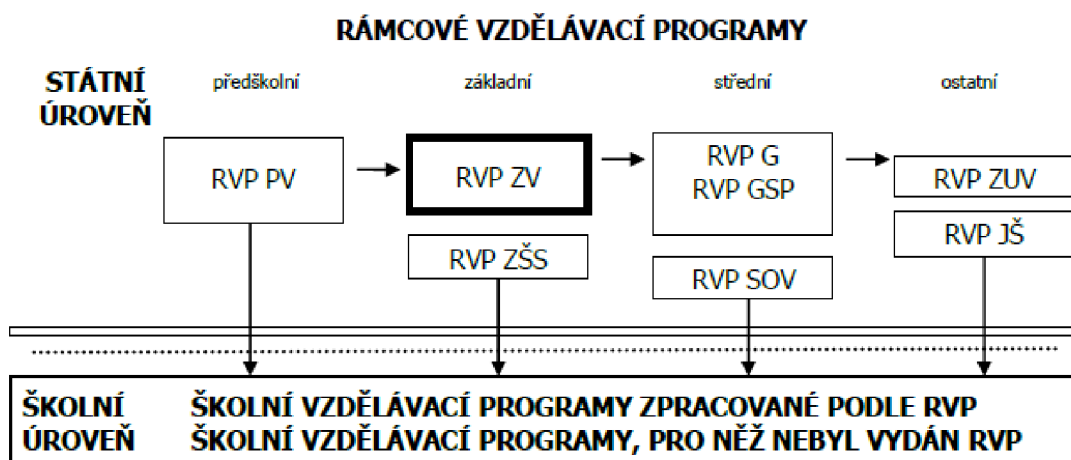 RÁMCOVÉ VZDĚLÁVACÍ PROGRAMY
STÁTNÍ
ÚROVEŇ
předškolní
základní
střední
ostatní
RVP PV
RVP ZV
RVP G
RVP GSP
RVP ZUV
RVP ZŠS
RVP SOV
RVP JŠ
ŠKOLNÍ
ÚROVEŇ
ŠKOLNÍ VZDĚLÁVACÍ PROGRAMY ZPRACOVANÉ PODLE RVP
ŠKOLNÍ VZDĚLÁVACÍ PROGRAMY, PRO NĚŽ NEBYL VYDÁN RVP